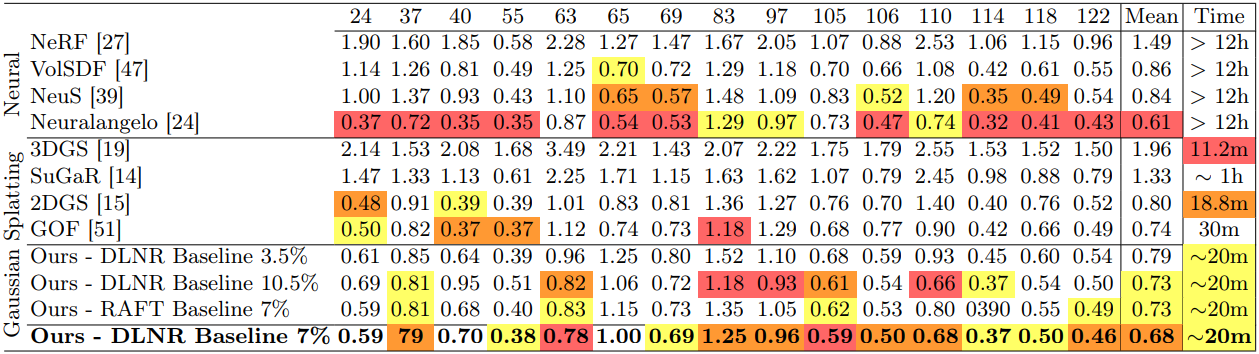 24 37 40 55 63 65 69 83 97 105 106 110 114 118 122 Mean Time
Neural
NeRF [27] 1.90 1.60 1.85 0.58 2.28 1.27 1.47 1.67 2.05 1.07 0.88 2.53 1.06 1.15 0.96 1.49 > 12h
VolSDF [47] 1.14 1.26 0.81 0.49 1.25 0.70 0.72 1.29 1.18 0.70 0.66 1.08 0.42 0.61 0.55 0.86 > 12h
NeuS [39] 1.00 1.37 0.93 0.43 1.10 0.65 0.57 1.48 1.09 0.83 0.52 1.20 0.35 0.49 0.54 0.84 > 12h
Neuralangelo [24] 0.37 0.72 0.35 0.35 0.87 0.54 0.53 1.29 0.97 0.73 0.47 0.74 0.32 0.41 0.43 0.61 > 12h
Gaussian Splatting
3DGS [19] 2.14 1.53 2.08 1.68 3.49 2.21 1.43 2.07 2.22 1.75 1.79 2.55 1.53 1.52 1.50 1.96 11.2m
SuGaR [14] 1.47 1.33 1.13 0.61 2.25 1.71 1.15 1.63 1.62 1.07 0.79 2.45 0.98 0.88 0.79 1.33 ~ 1h
2DGS [15] 0.48 0.91 0.39 0.39 1.01 0.83 0.81 1.36 1.27 0.76 0.70 1.40 0.40 0.76 0.52 0.80 18.8m
GOF [51] 0.50 0.82 0.37 0.37 1.12 0.74 0.73 1.18 1.29 0.68 0.77 0.90 0.42 0.66 0.49 0.74 30m
Ours - DLNR Baseline 3.5% 0.61 0.85 0.64 0.39 0.96 1.25 0.80 1.52 1.10 0.68 0.59 0.93 0.45 0.60 0.54 0.79 ~20m
Ours - DLNR Baseline 10.5% 0.69 0.81 0.95 0.51 0.82 1.06 0.72 1.18 0.93 0.61 0.54 0.66 0.37 0.54 0.50 0.73 ~20m
Ours - RAFT Baseline 7% 0.59 0.81 0.68 0.40 0.83 1.15 0.73 1.35 1.05 0.62 0.53 0.80 0390 0.55 0.49 0.73 ~20m
Ours - DLNR Baseline 7% 0.59 79 0.70 0.38 0.78 1.00 0.69 1.25 0.96 0.59 0.50 0.68 0.37 0.50 0.46 0.68 ~20m